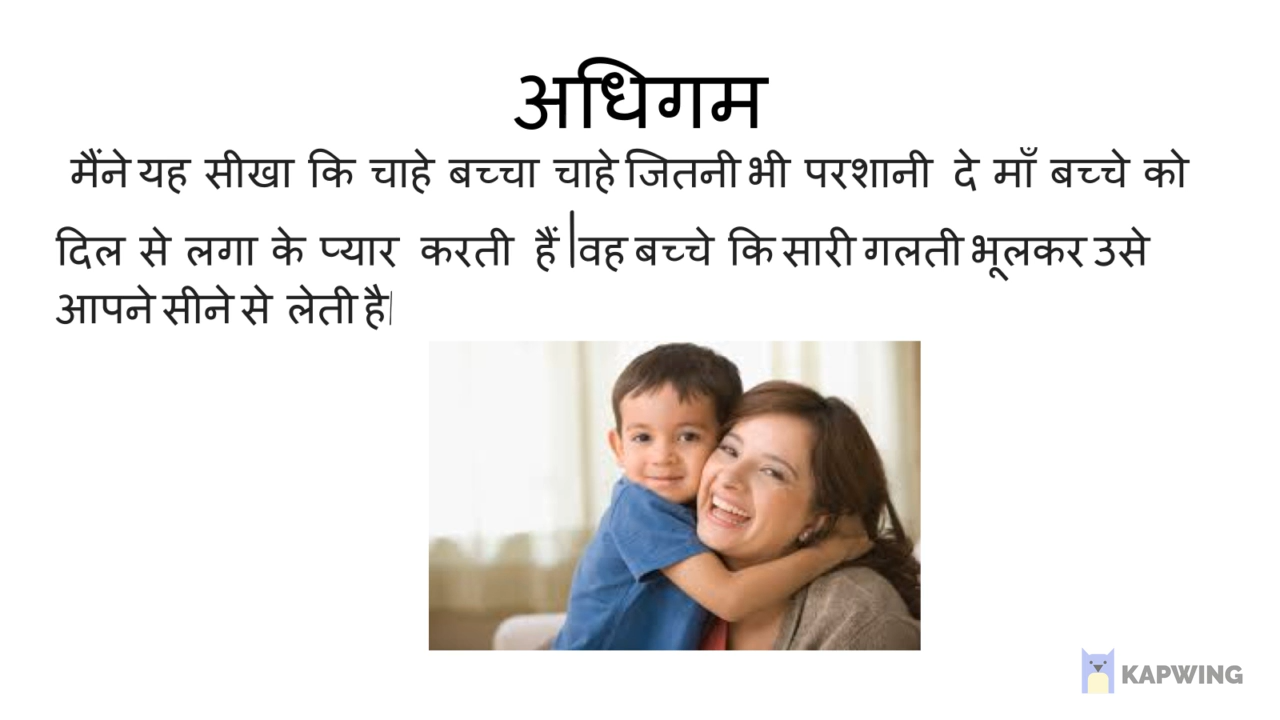 अधिगम
मैंने यह सीखा कि चाहे बच्चा चाहे जितनी भी परशानी दे माँ बच्चे को
दिल से लगा के प्यार करती हैं |वह बच्चे कि सारी गलती भूलकर उसे
आपने सीने से लेती है|
KAPWING